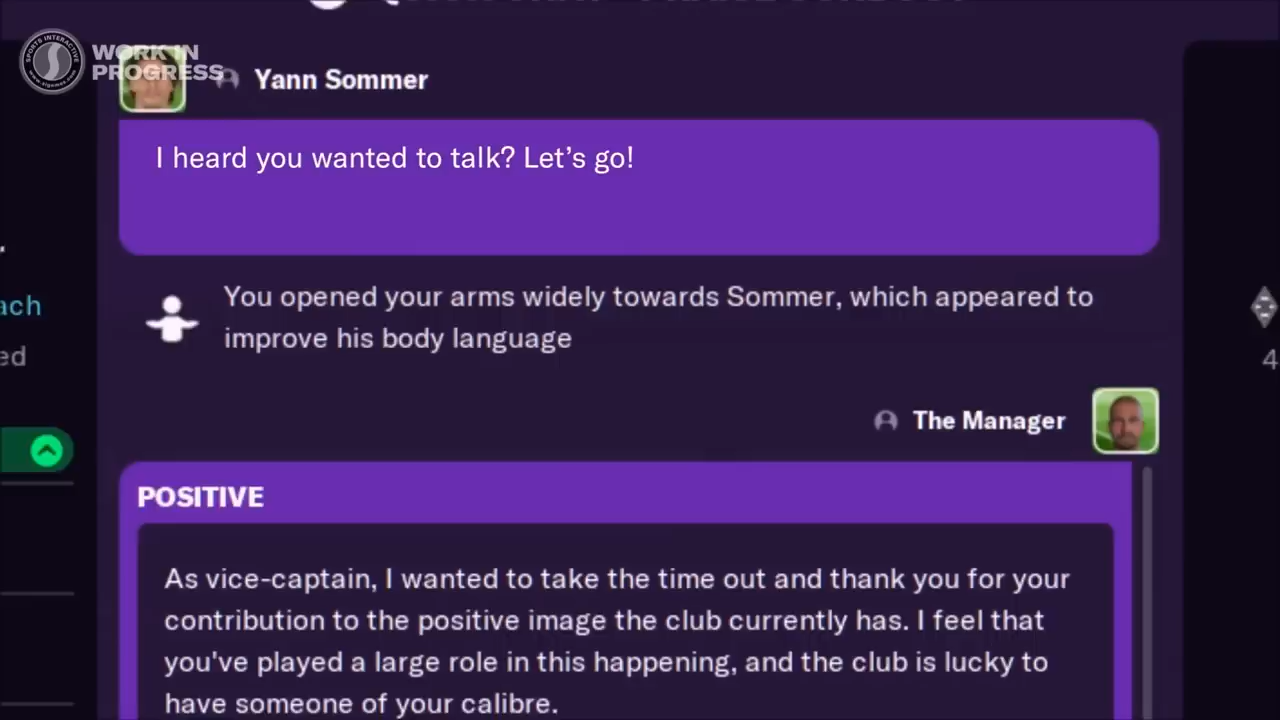 SPORTS INTERACTIVE
WORK IN
PROGRESS
Yann Sommer
I heard you wanted to talk? Let’s go!
You opened your arms widely towards Sommer, which appeared to
improve his body language
ach
ed
4
The Manager
POSITIVE
As vice-captain, I wanted to take the time out and thank you for your
contribution to the positive image the club currently has. I feel that
you've played a large role in this happening, and the club is lucky to
have someone of your calibre.